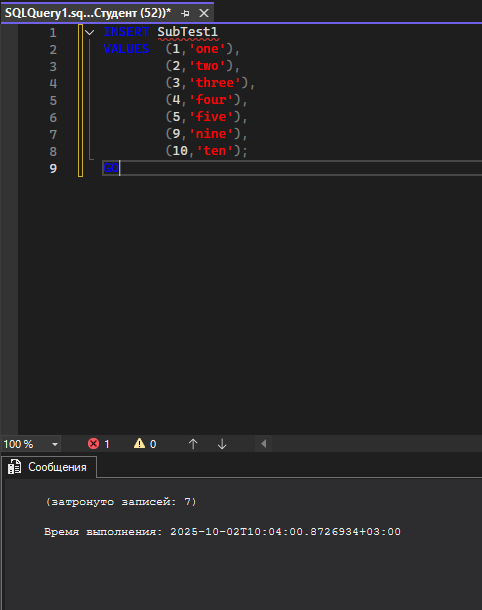 SQLQuery1.sq...Студент (52))*
1 INSERT SubTest1
2 VALUES (1,'one'),
3 (2,'two'),
4 (3,'three'),
5 (4,'four'),
6 (5,'five'),
7 (9,'nine'),
8 (10,'ten');
9 GO
100 % 1 0
Сообщения
(затронуто записей: 7)
Время выполнения: 2025-10-02T10:04:00.8726934+03:00